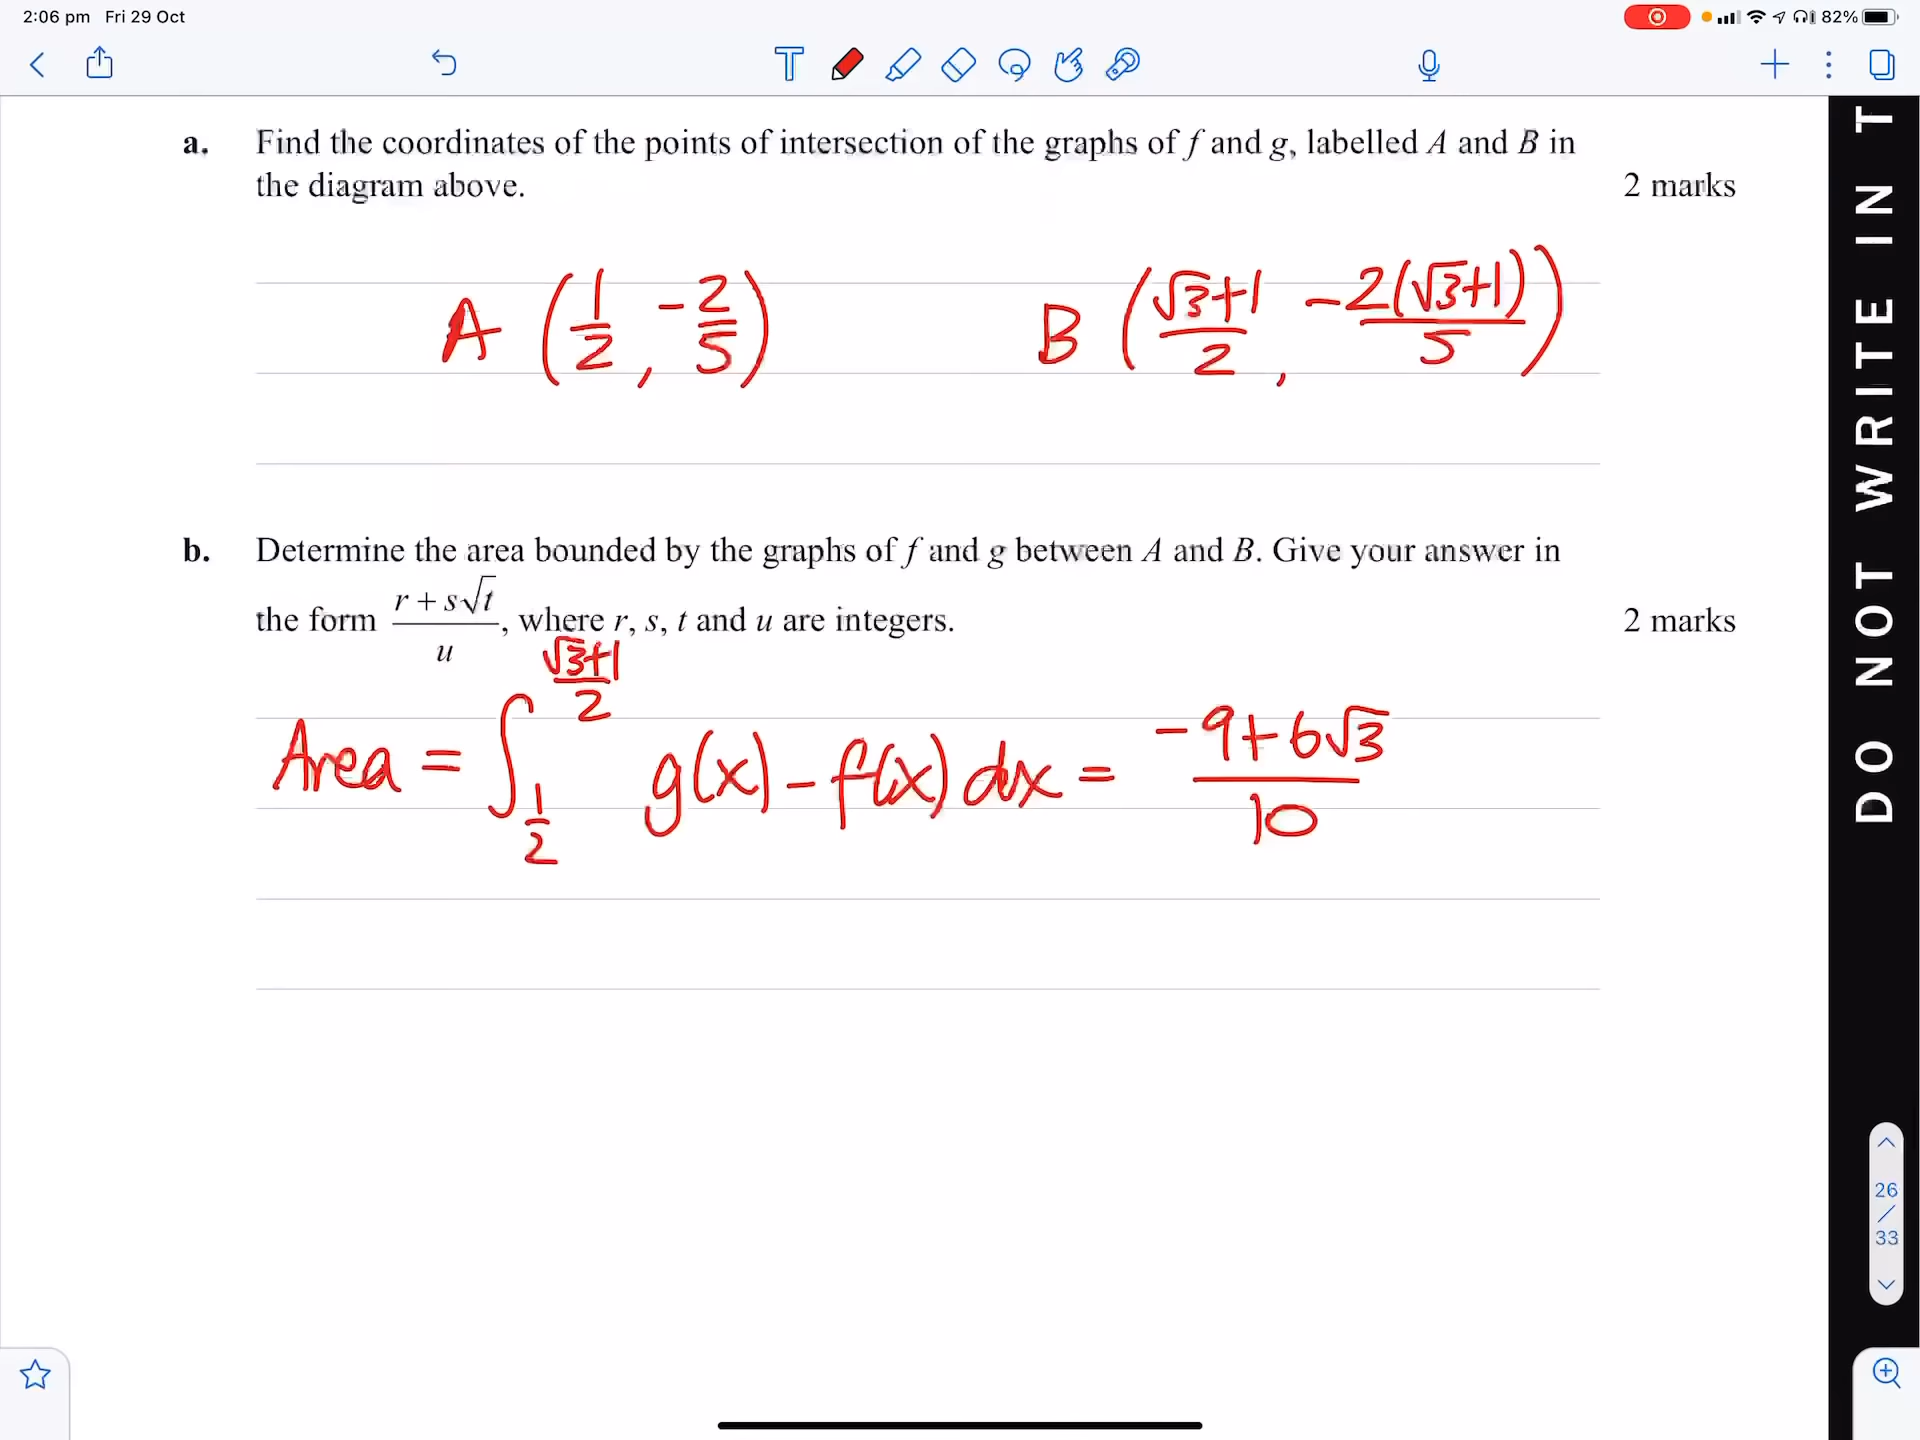 2:06 pm Fri 29 Oct
82%
a. Find the coordinates of the points of intersection of the graphs of f and g, labelled A and B in
the diagram above. 2 marks
A (1/2, -2/5) B ((√3+1)/2, -2(√3+1)/5)
b. Determine the area bounded by the graphs of f and g between A and B. Give your answer in
the form (r + s√t)/u, where r, s, t and u are integers. 2 marks
Area = ∫_{1/2}^{(√3+1)/2} g(x) - f(x) dx = (-9+6√3)/10
DO NOT WRITE IN T
26
/
33